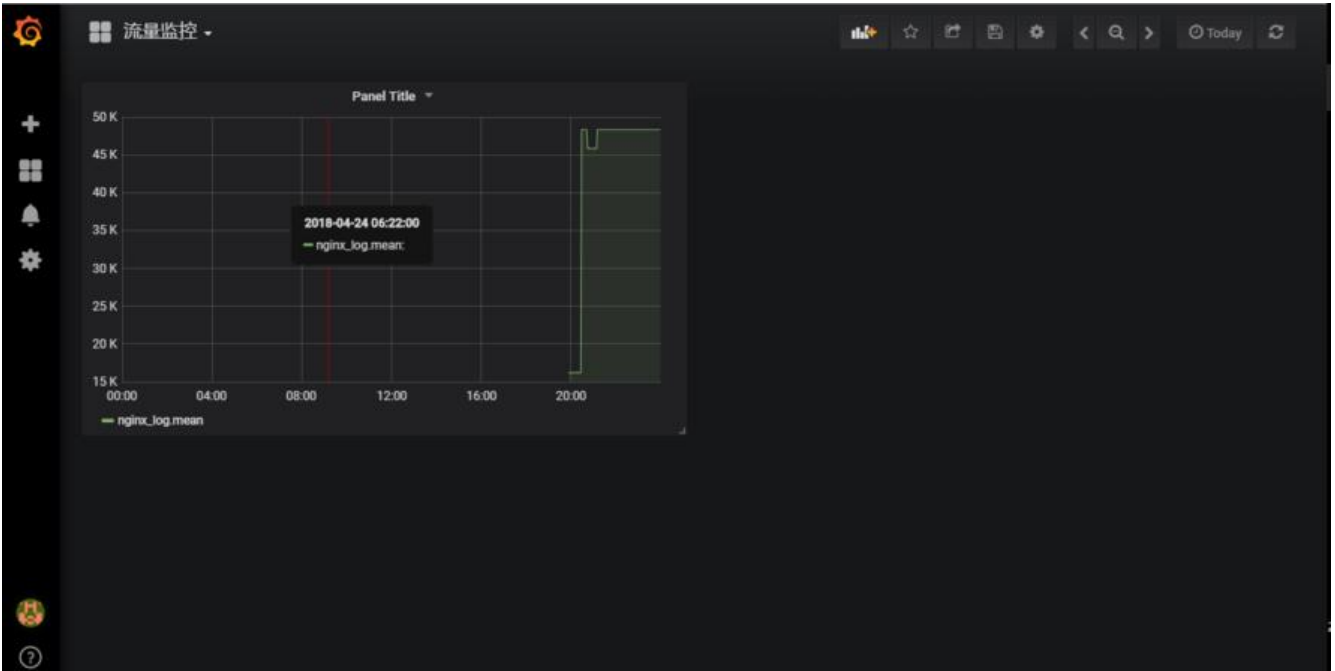 流量监控
Today
Panel Title
50 K
45 K
40 K
35 K
30 K
25 K
20 K
15 K
2018-04-24 06:22:00
nginx_log.mean:
00:00 04:00 08:00 12:00 16:00 20:00
nginx_log.mean